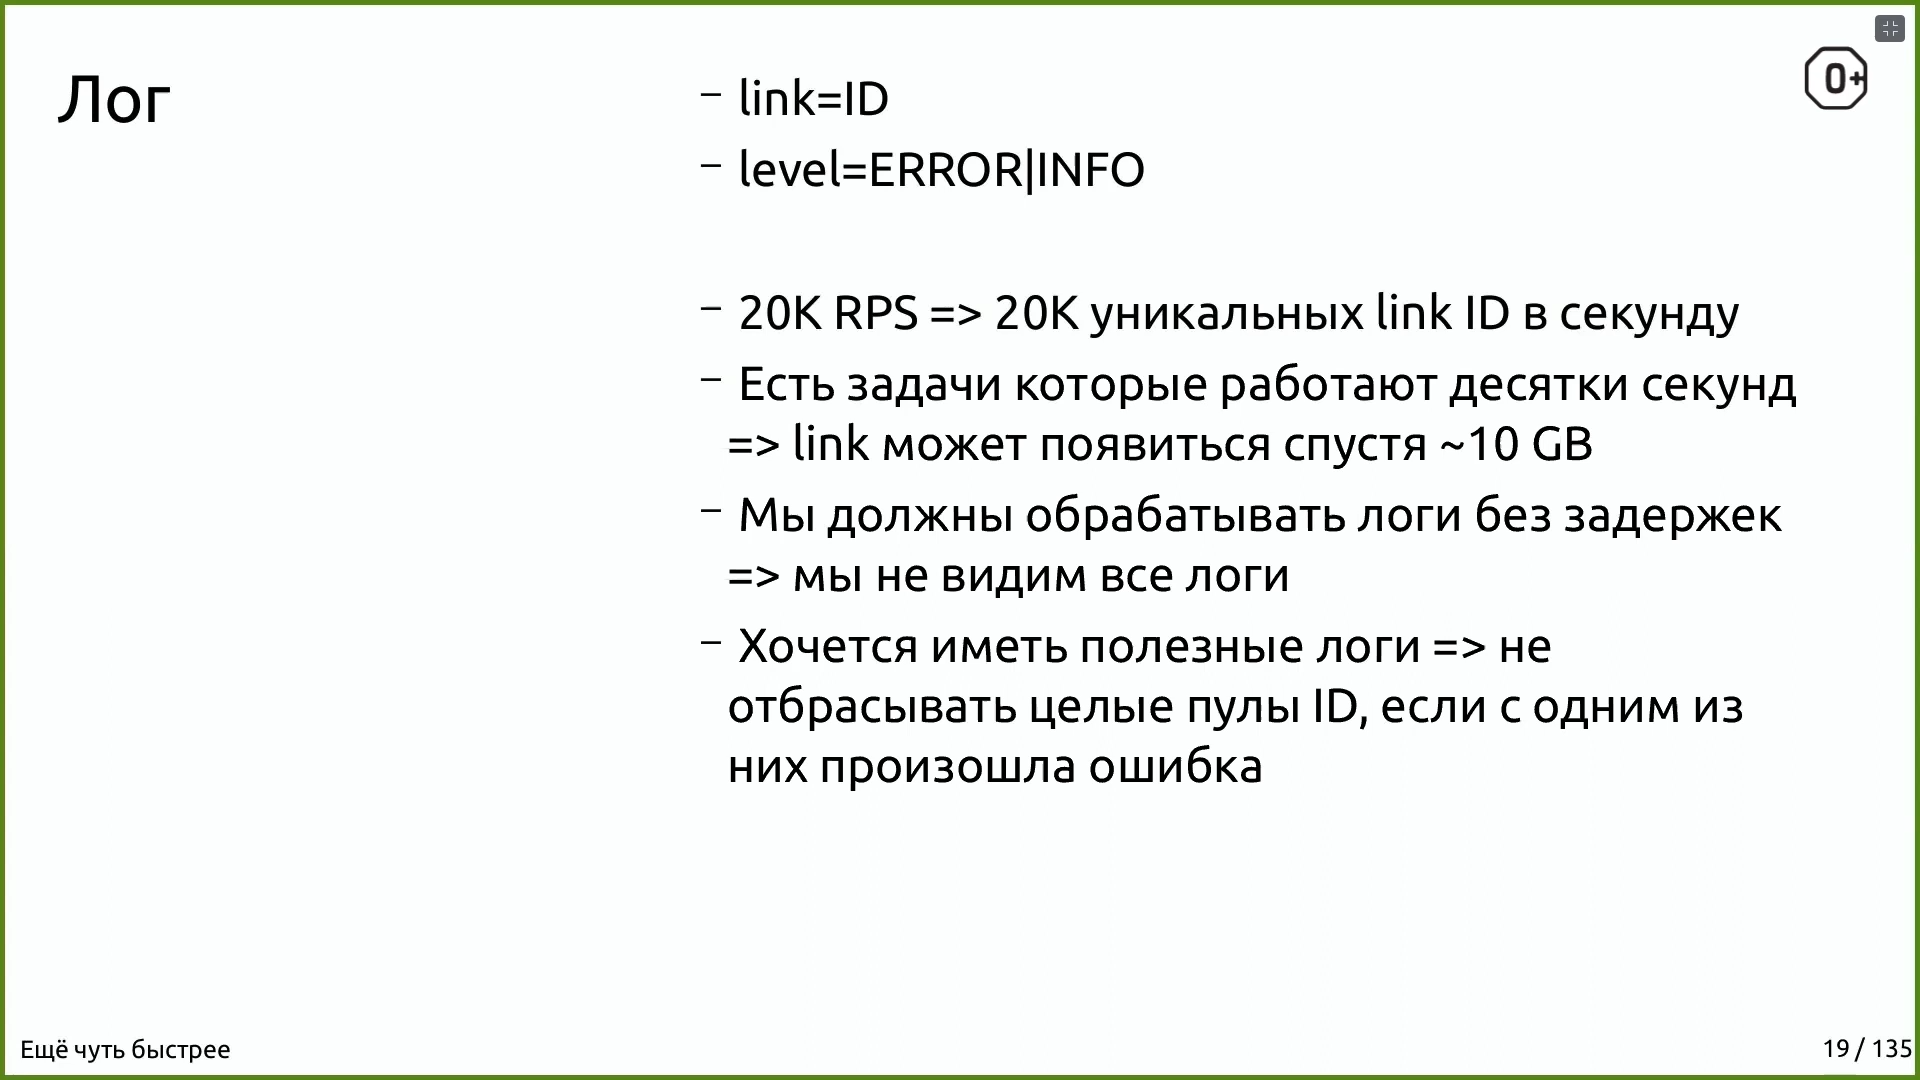 Лог
0+
– link=ID
– level=ERROR|INFO
– 20K RPS => 20K уникальных link ID в секунду
– Есть задачи которые работают десятки секунд
=> link может появиться спустя ~10 GB
– Мы должны обрабатывать логи без задержек
=> мы не видим все логи
– Хочется иметь полезные логи => не
отбрасывать целые пулы ID, если с одним из
них произошла ошибка
Ещё чуть быстрее
19 / 135